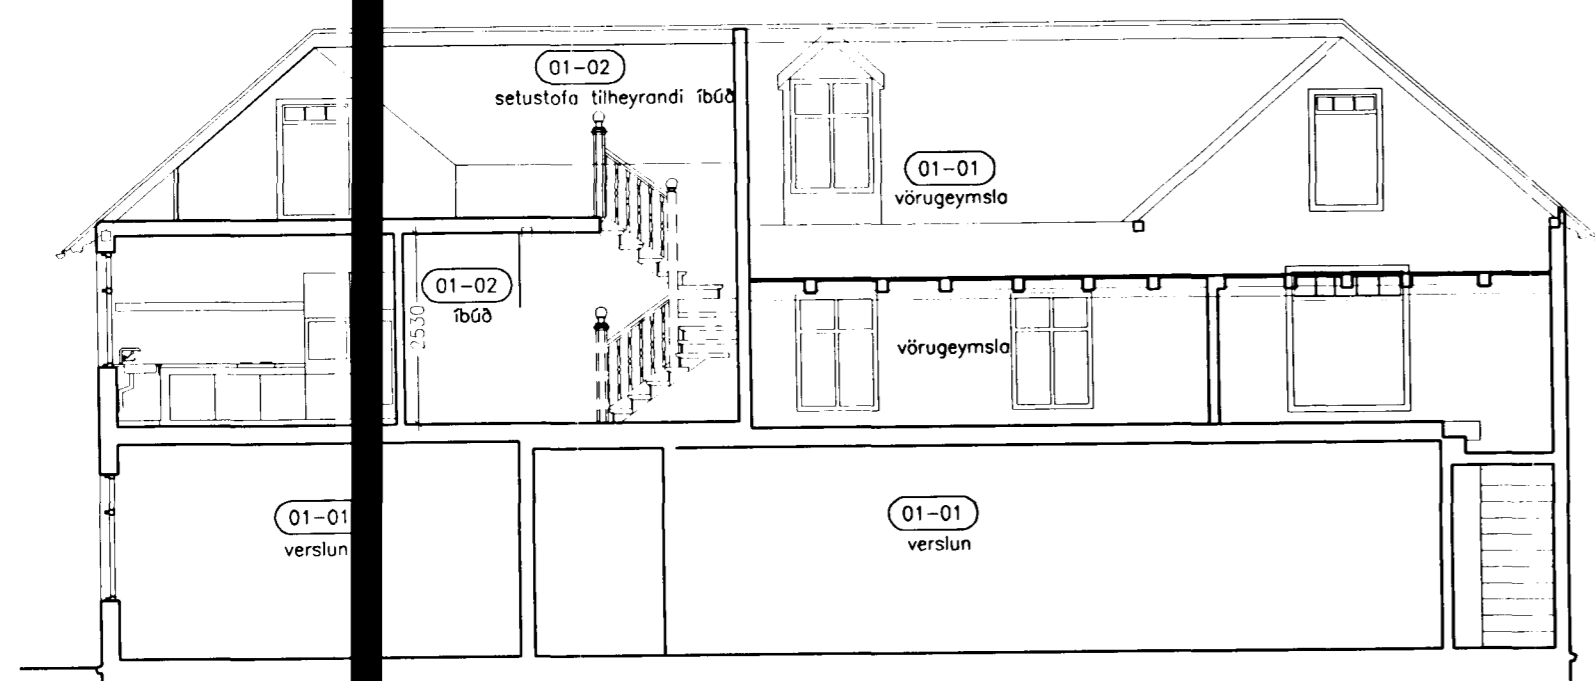 01-02
setustofa tilheyrandi íbúð
01-01
vörugeymsla
01-02
íbúð
2530
vörugeymsla
01-01
verslun
01-01
verslun